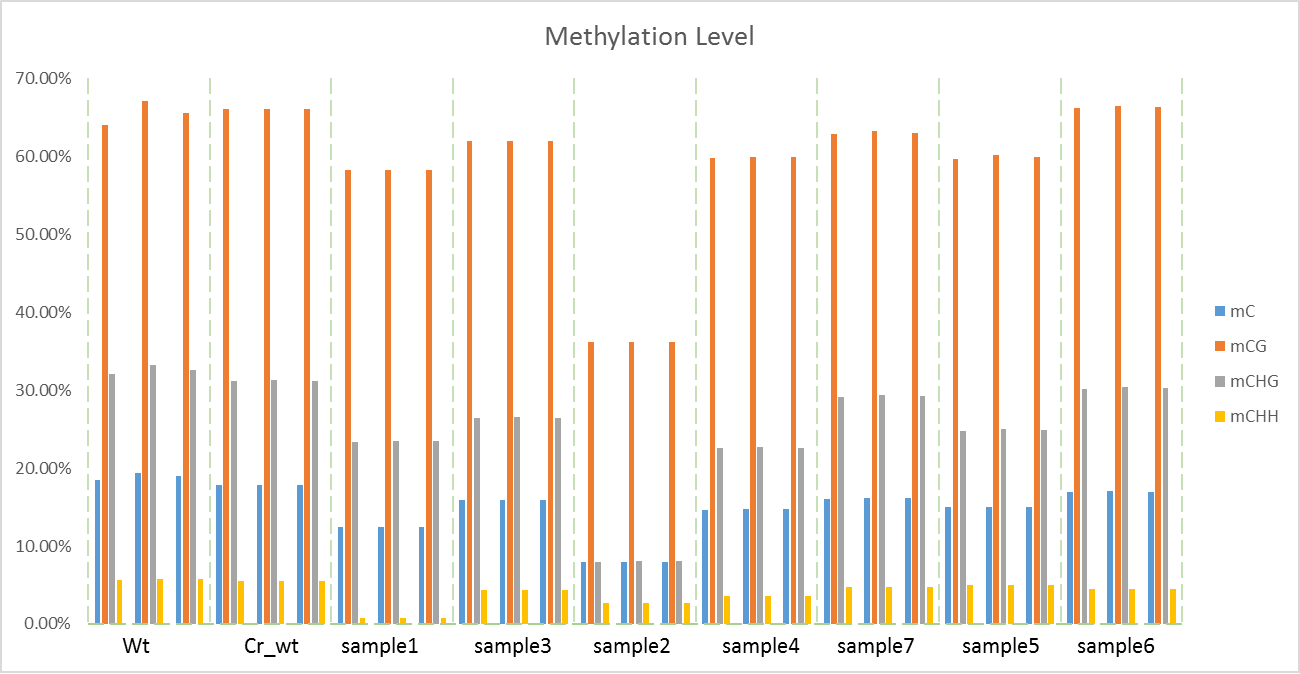 Methylation Level
70.00%
60.00%
50.00%
40.00%
30.00%
20.00%
10.00%
0.00%
Wt Cr_wt sample1 sample3 sample2 sample4 sample7 sample5 sample6
mC
mCG
mCHG
mCHH